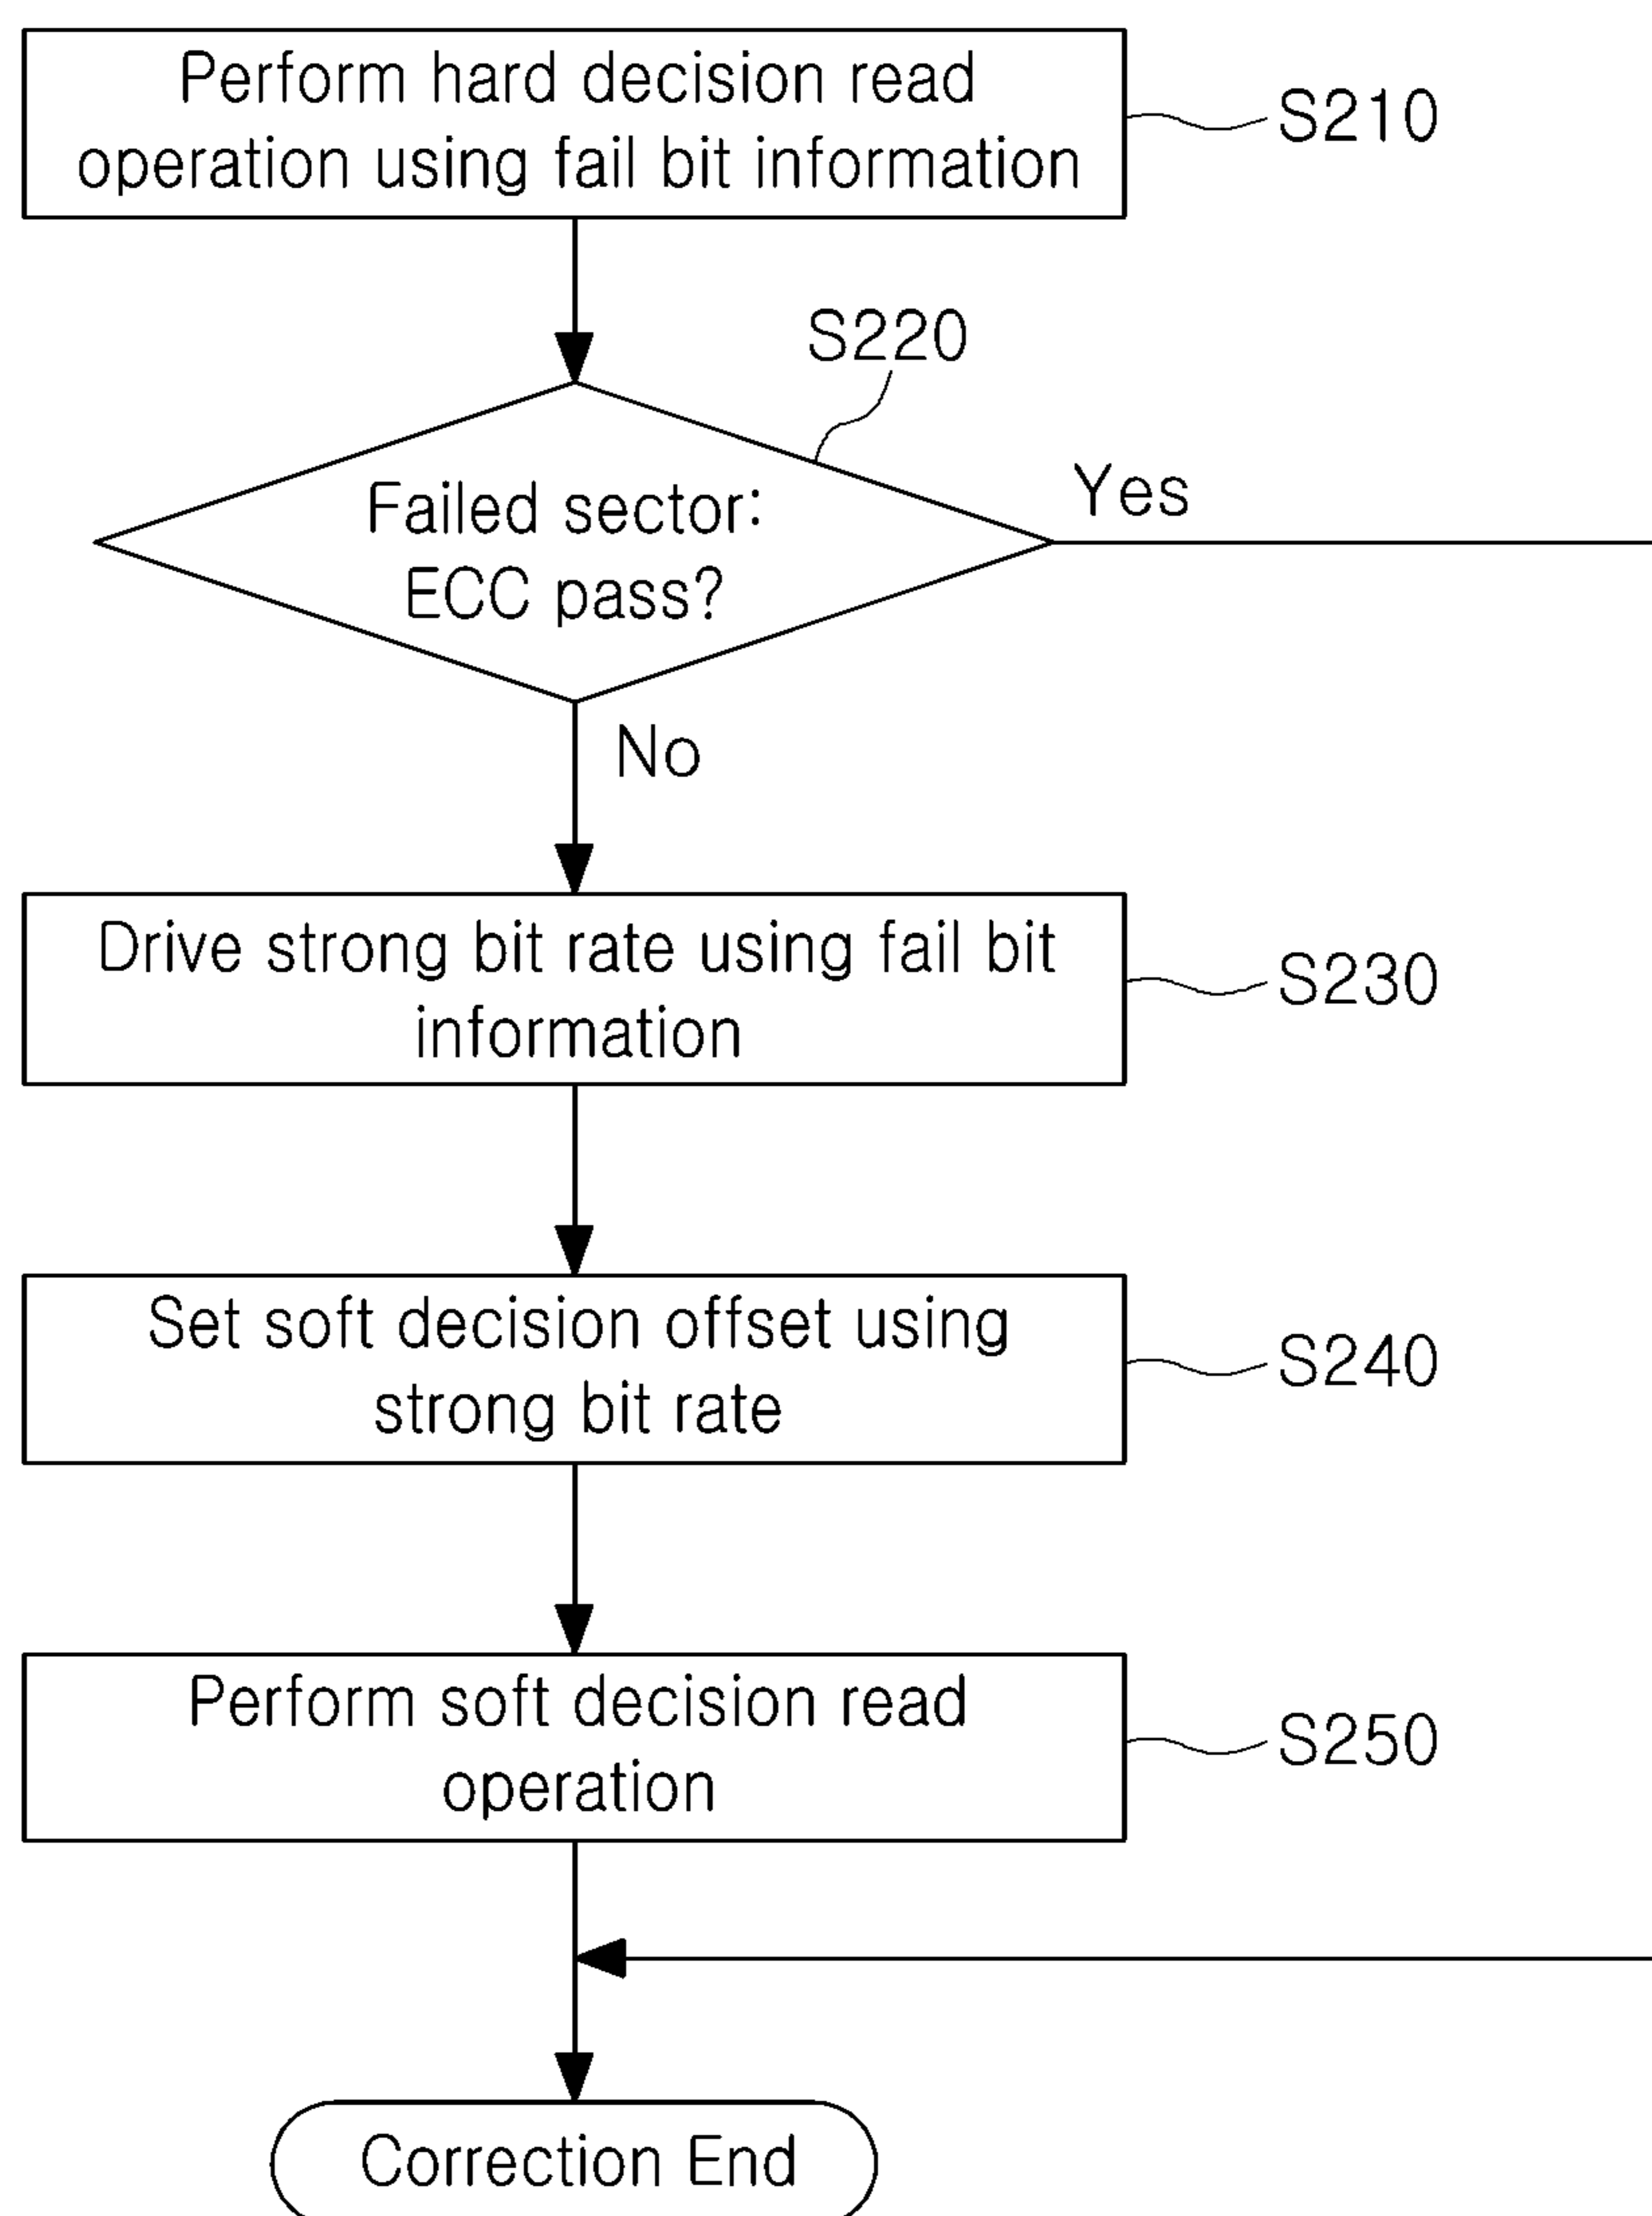 Perform hard decision read
operation using fail bit information
S210
S220
Failed sector:
ECC pass?
Yes
No
Drive strong bit rate using fail bit
information
S230
Set soft decision offset using
strong bit rate
S240
Perform soft decision read
operation
S250
Correction End